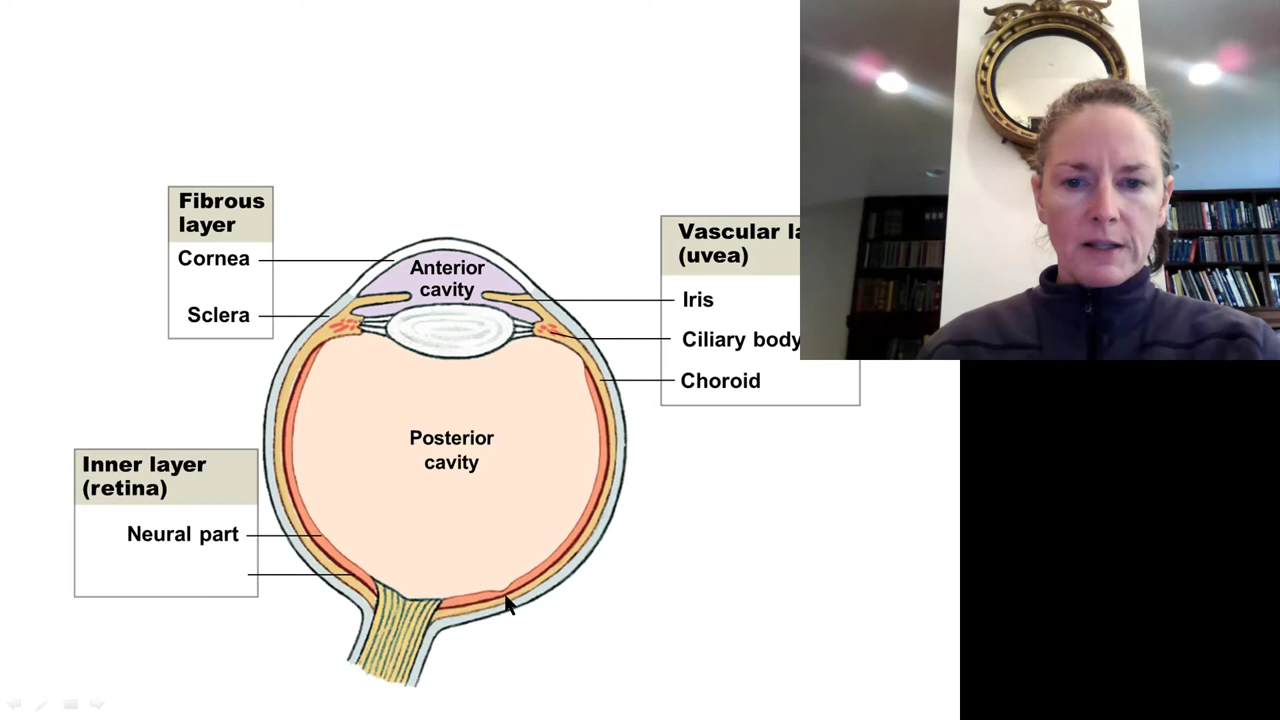 Fibrous
layer
Cornea
Sclera
Anterior
cavity
Vascular
(uvea)
Iris
Ciliary body
Choroid
Posterior
cavity
Inner layer
(retina)
Neural part